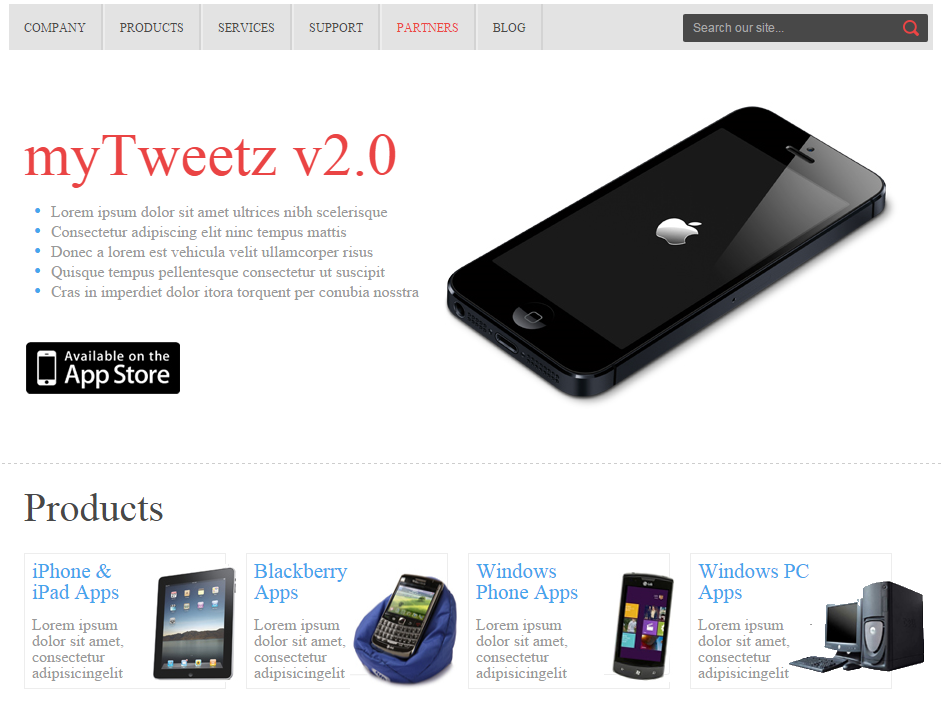 COMPANY PRODUCTS SERVICES SUPPORT PARTNERS BLOG Search our site...
myTweetz v2.0
Lorem ipsum dolor sit amet ultrices nibh scelerisque
Consectetur adipiscing elit ninc tempus mattis
Donec a lorem est vehicula velit ullamcorper risus
Quisque tempus pellentesque consectetur ut suscipit
Cras in imperdiet dolor itora torquent per conubia nosstra
Available on the
App Store
Products
iPhone &
iPad Apps
Lorem ipsum
dolor sit amet,
consectetur
adipisicingelit
Blackberry
Apps
Lorem ipsum
dolor sit amet,
consectetur
adipisicingelit
Windows
Phone Apps
Lorem ipsum
dolor sit amet,
consectetur
adipisicingelit
Windows PC
Apps
Lorem ipsum
dolor sit amet,
consectetur
adipisicingelit